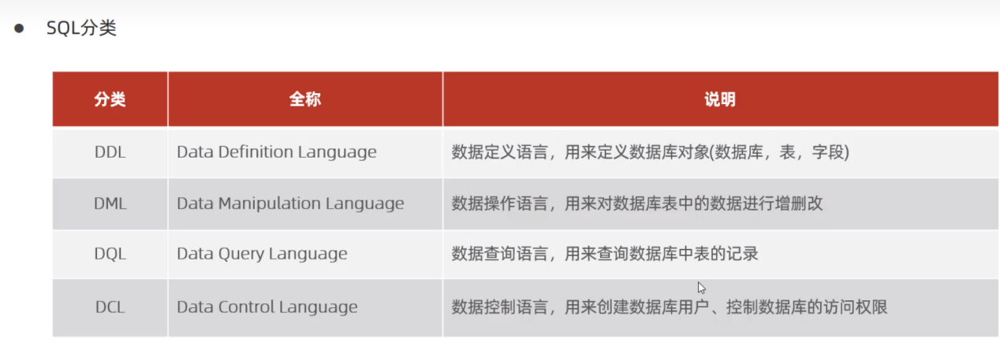 SQL分类
分类 全称 说明
DDL Data Definition Language 数据定义语言，用来定义数据库对象(数据库，表，字段)
DML Data Manipulation Language 数据操作语言，用来对数据库表中的数据进行增删改
DQL Data Query Language 数据查询语言，用来查询数据库中表的记录
DCL Data Control Language 数据控制语言，用来创建数据库用户、控制数据库的访问权限